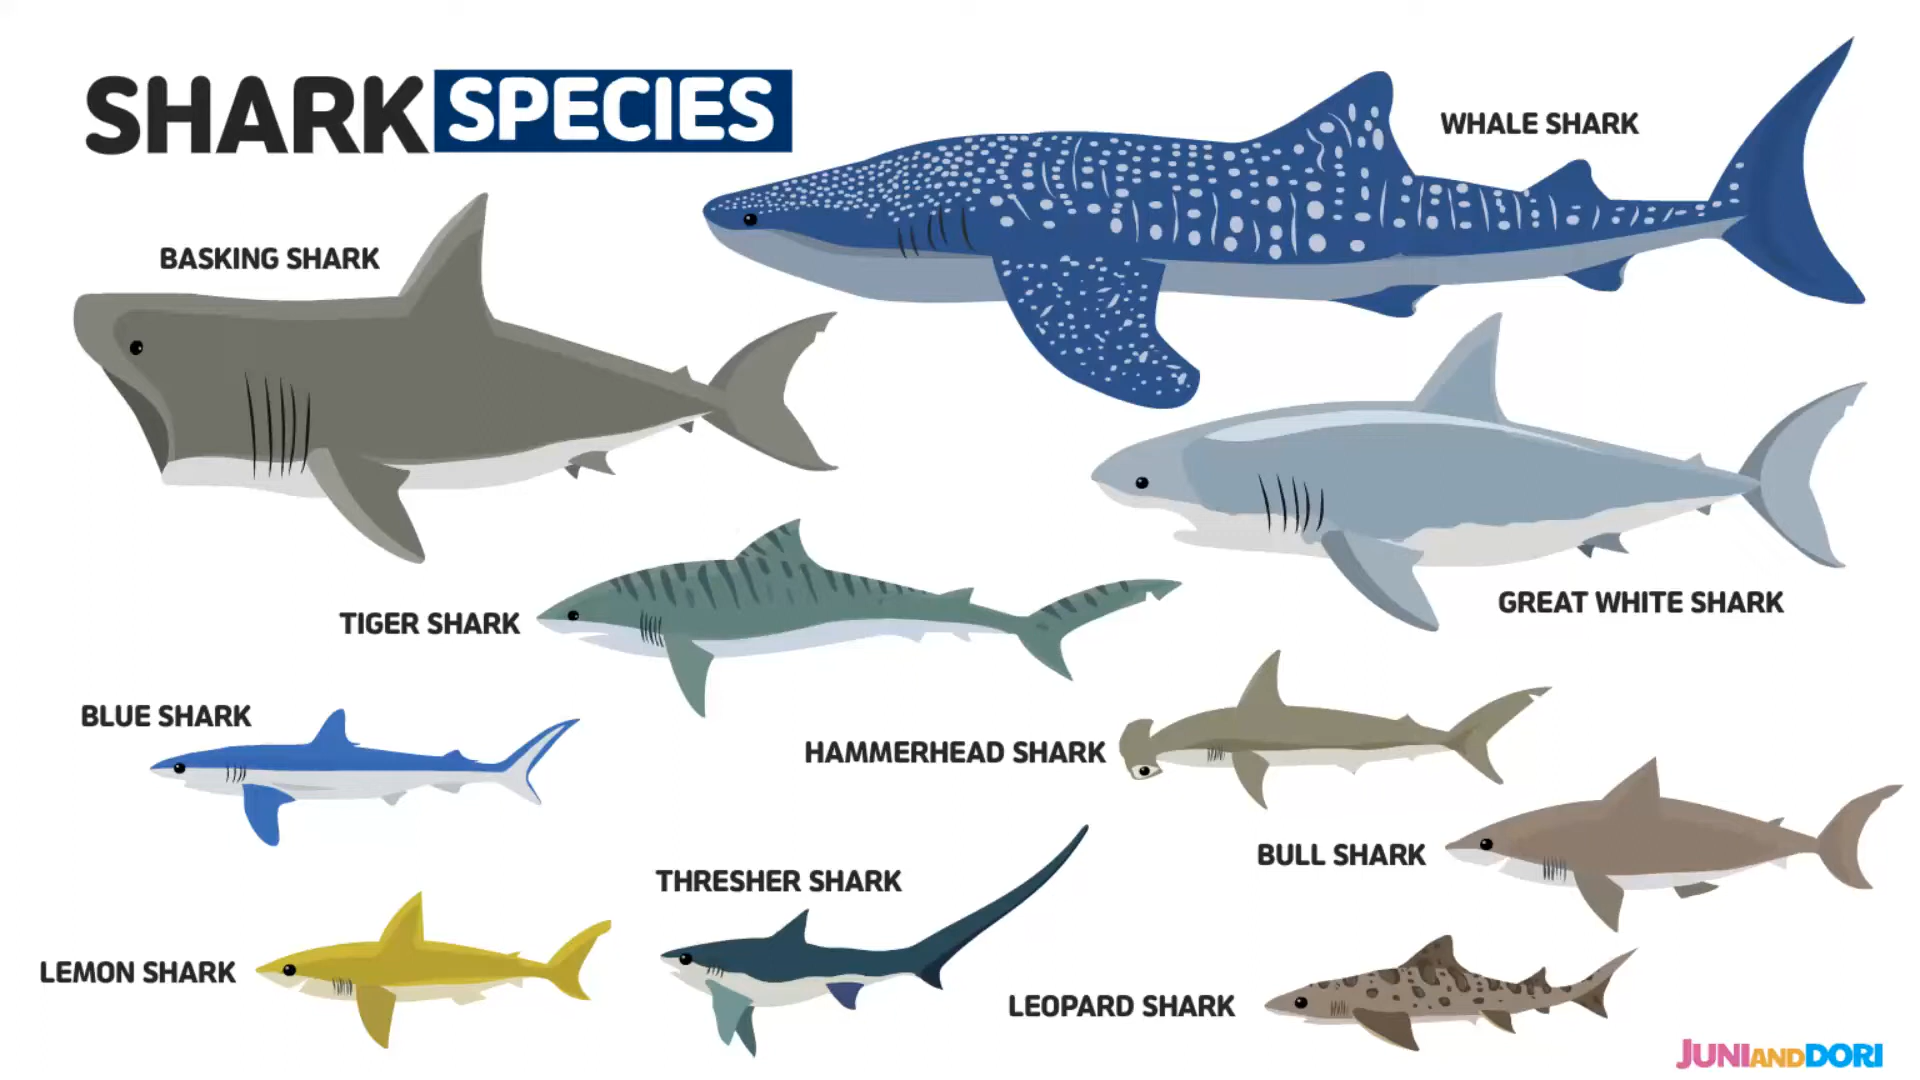 SHARK SPECIES
WHALE SHARK
BASKING SHARK
GREAT WHITE SHARK
TIGER SHARK
BLUE SHARK
HAMMERHEAD SHARK
BULL SHARK
THRESHER SHARK
LEMON SHARK
LEOPARD SHARK
JUNIANDDORI